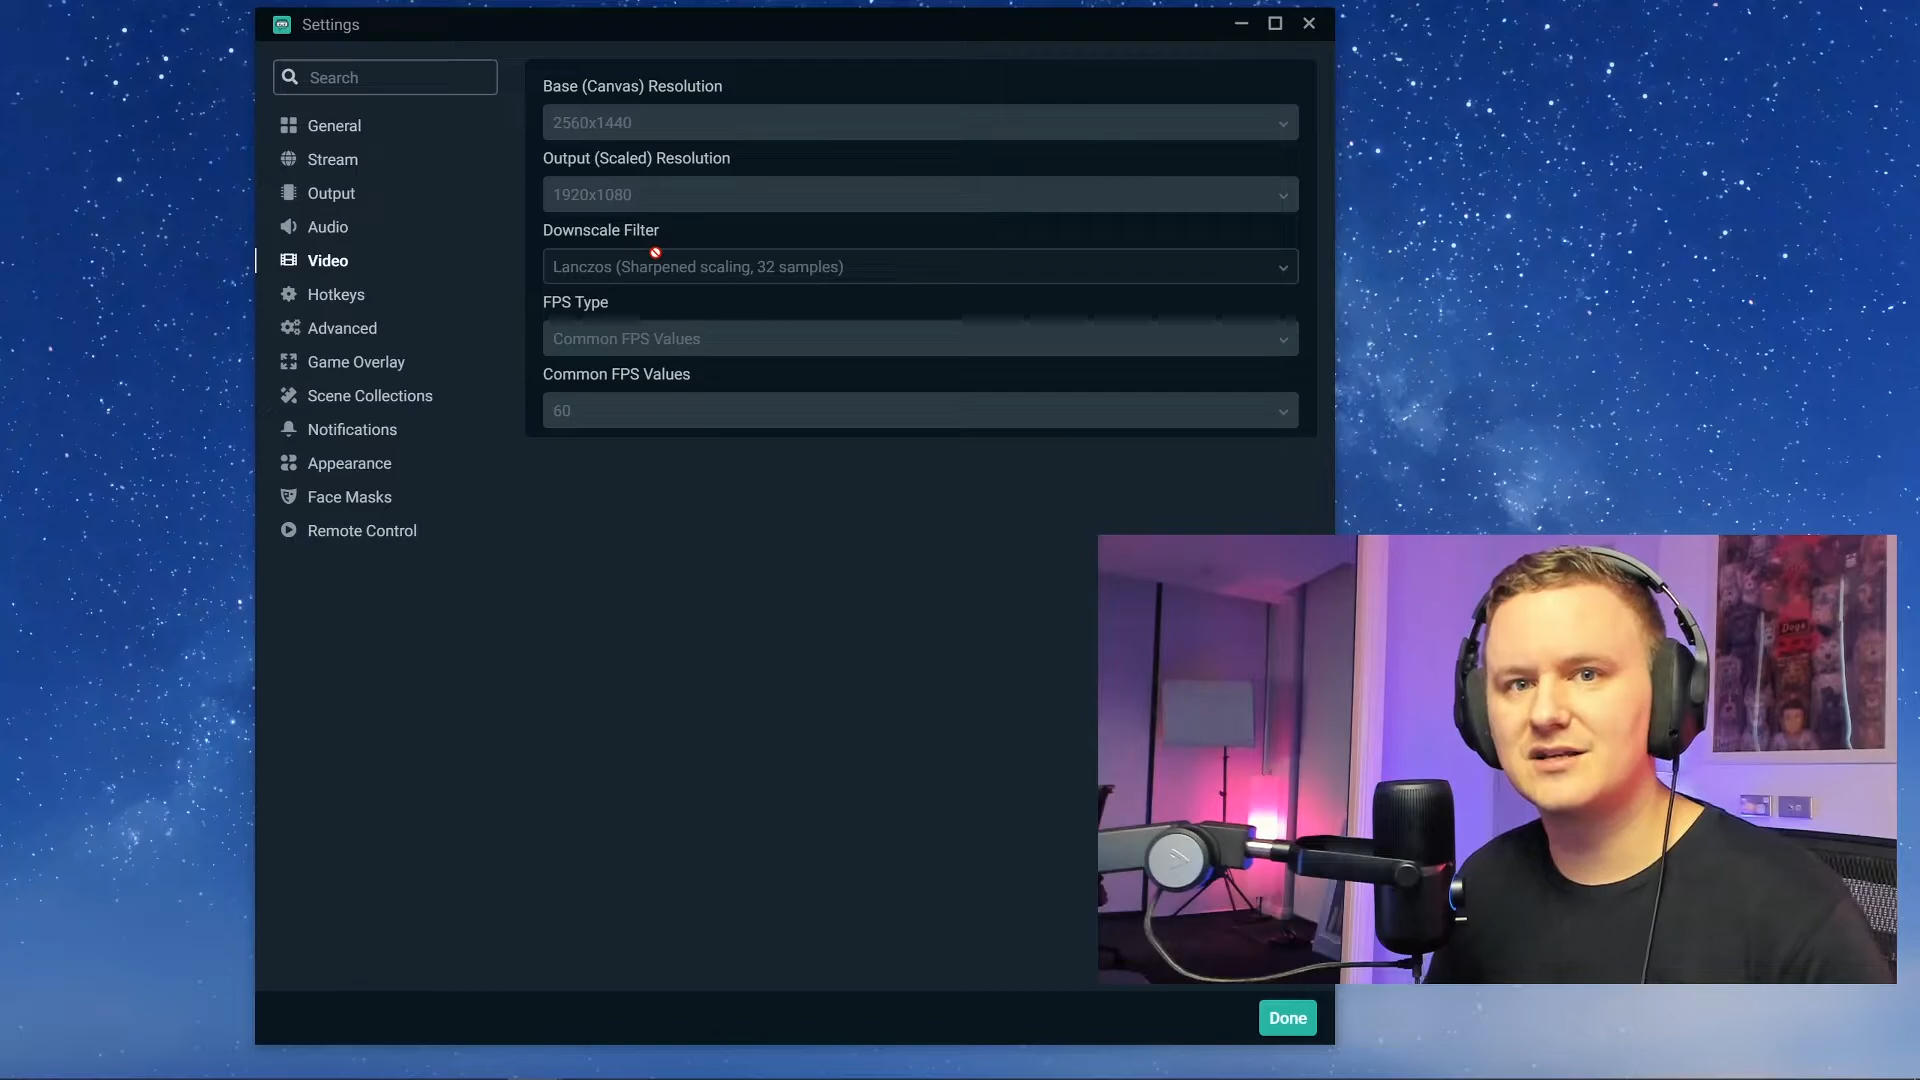 Settings
Search
General
Stream
Output
Audio
Video
Hotkeys
Advanced
Game Overlay
Scene Collections
Notifications
Appearance
Face Masks
Remote Control
Base (Canvas) Resolution
2560x1440
Output (Scaled) Resolution
1920x1080
Downscale Filter
Lanczos (Sharpened scaling, 32 samples)
FPS Type
Common FPS Values
Common FPS Values
60
Dogs
Done